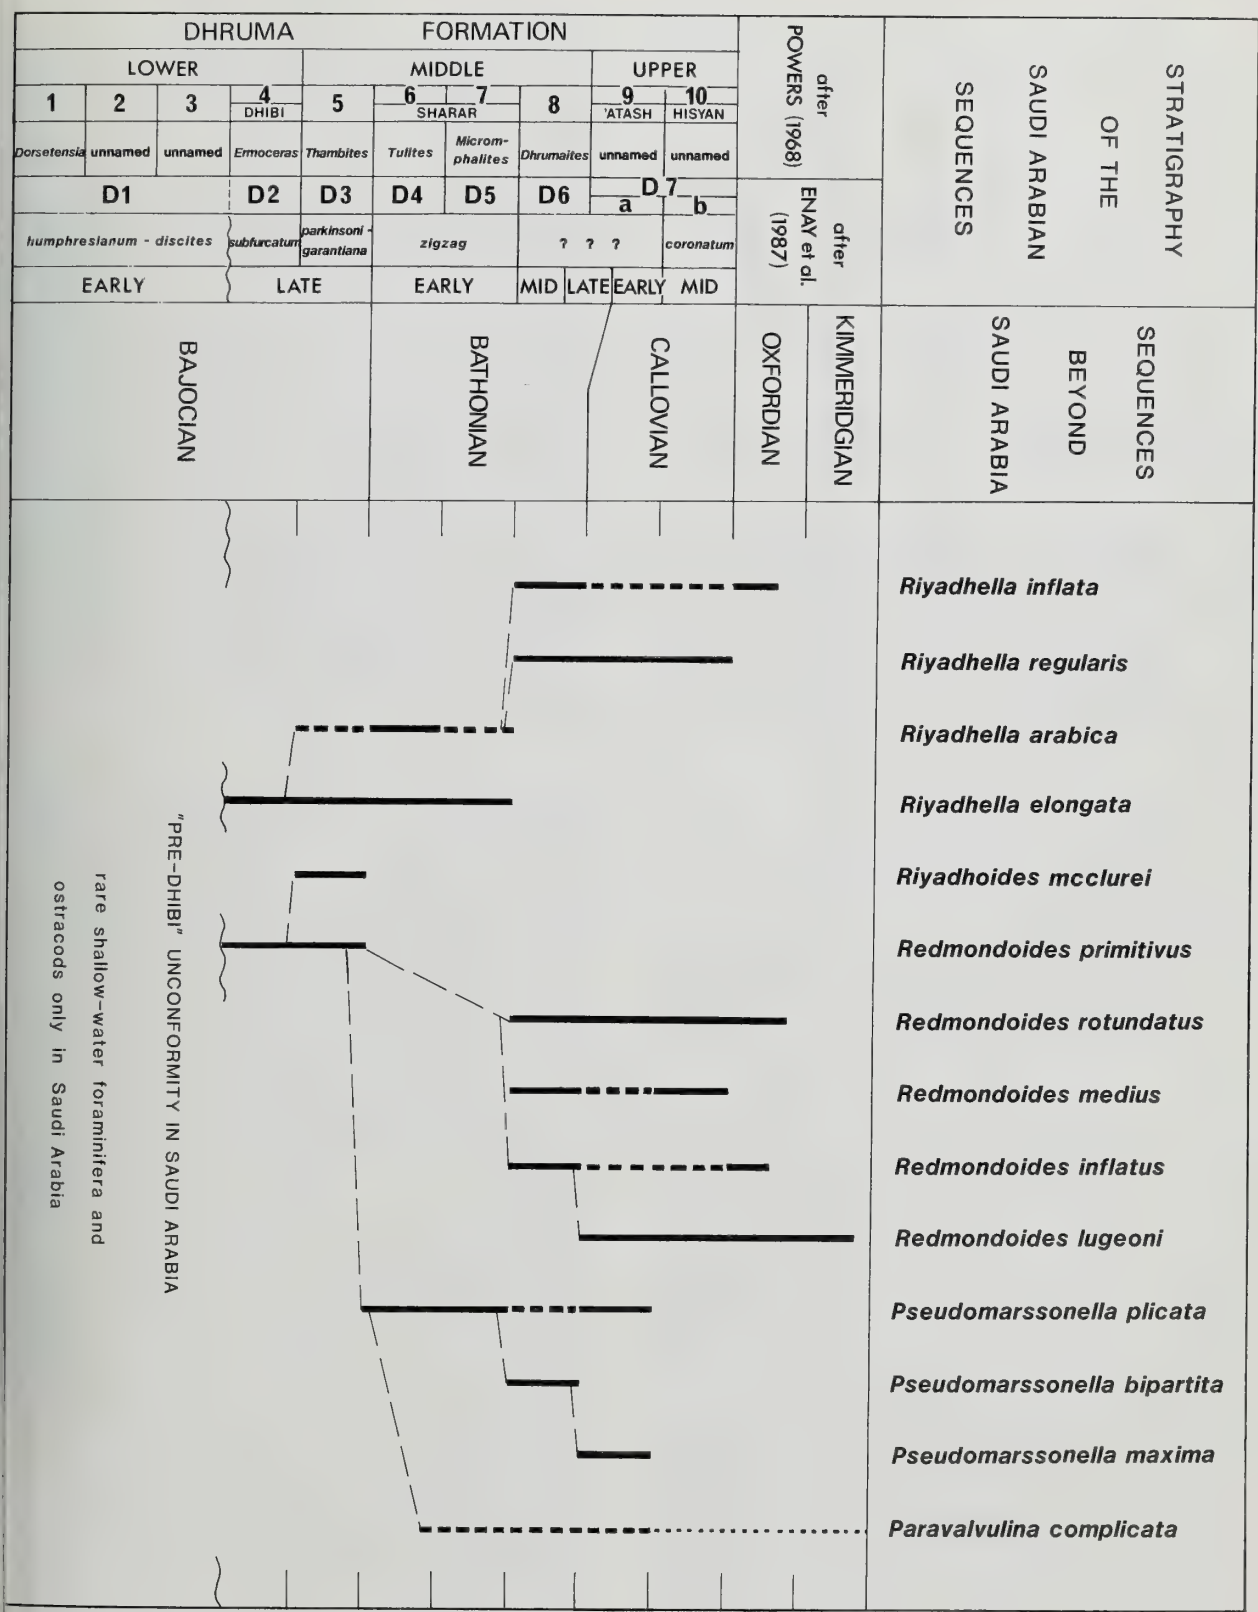 DHRUMA FORMATION
LOWER MIDDLE UPPER
1 2 3 4 5 6 7 8 9 10
DHIBI SHARAR 'ATASH HISYAN
Dorsetensia unnamed unnamed Ermoceras Thambites Tulites Microm-phalites Dhrumaites unnamed unnamed
D1 D2 D3 D4 D5 D6 D7
a b
humphresianum - discites subfurcatum parkinsoni - garantiana zigzag ? ? ? coronatum
EARLY LATE EARLY MID LATE EARLY MID
after
POWERS (1968)
after
ENAY et al.
(1987)
STRATIGRAPHY
OF THE
SAUDI ARABIAN
SEQUENCES
BAJOCIAN
BATHONIAN
CALLOVIAN
OXFORDIAN
KIMMERIDGIAN
SEQUENCES
BEYOND
SAUDI ARABIA
Riyadhella inflata
Riyadhella regularis
Riyadhella arabica
Riyadhella elongata
Riyadhoides mcclurei
Redmondoides primitivus
Redmondoides rotundatus
Redmondoides medius
Redmondoides inflatus
Redmondoides lugeoni
Pseudomarssonella plicata
Pseudomarssonella bipartita
Pseudomarssonella maxima
Paravalvulina complicata
"PRE-DHIBI" UNCONFORMITY IN SAUDI ARABIA
rare shallow-water foraminifera and
ostracods only in Saudi Arabia